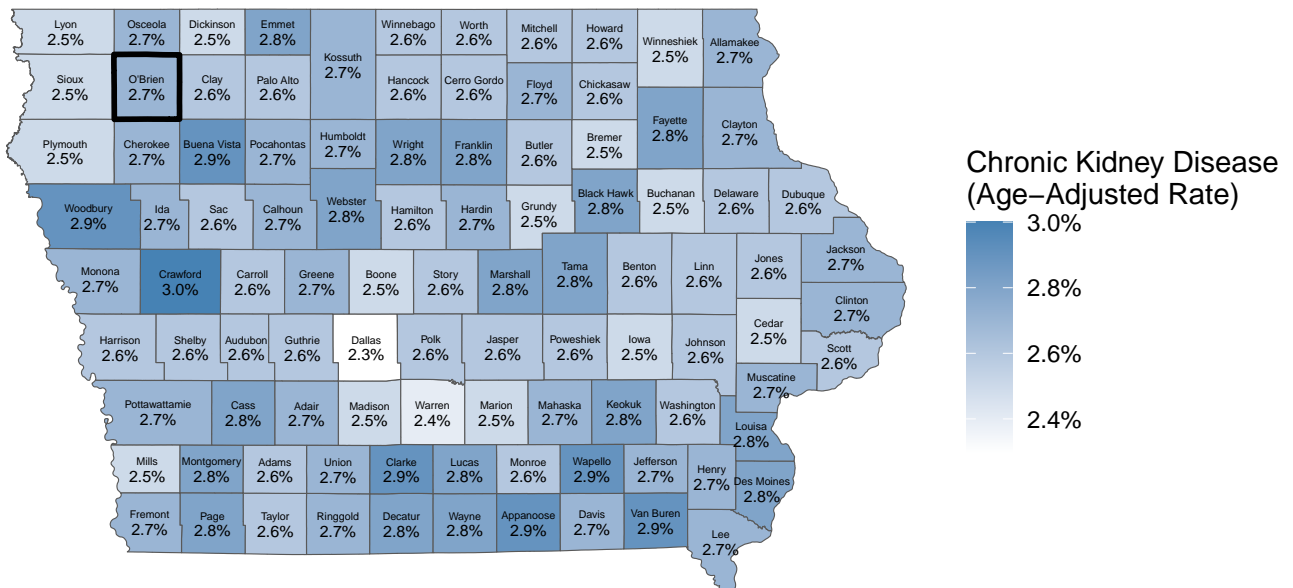 Lyon
2.5%
Osceola
2.7%
Dickinson
2.5%
Emmet
2.8%
Kossuth
2.7%
Winnebago
2.6%
Worth
2.6%
Mitchell
2.6%
Howard
2.6%
Winneshiek
2.5%
Allamakee
2.7%
Sioux
2.5%
O'Brien
2.7%
Clay
2.6%
Palo Alto
2.6%
Hancock
2.6%
Cerro Gordo
2.6%
Floyd
2.7%
Chickasaw
2.6%
Fayette
2.8%
Clayton
2.7%
Plymouth
2.5%
Cherokee
2.7%
Buena Vista
2.9%
Pocahontas
2.7%
Humboldt
2.7%
Wright
2.8%
Franklin
2.8%
Butler
2.6%
Bremer
2.5%
Woodbury
2.9%
Ida
2.7%
Sac
2.6%
Calhoun
2.7%
Webster
2.8%
Hamilton
2.6%
Hardin
2.7%
Grundy
2.5%
Black Hawk
2.8%
Buchanan
2.5%
Delaware
2.6%
Dubuque
2.6%
Monona
2.7%
Crawford
3.0%
Carroll
2.6%
Greene
2.7%
Boone
2.5%
Story
2.6%
Marshall
2.8%
Tama
2.8%
Benton
2.6%
Linn
2.6%
Jones
2.6%
Jackson
2.7%
Clinton
2.7%
Harrison
2.6%
Shelby
2.6%
Audubon
2.6%
Guthrie
2.6%
Dallas
2.3%
Polk
2.6%
Jasper
2.6%
Poweshiek
2.6%
Iowa
2.5%
Johnson
2.6%
Cedar
2.5%
Scott
2.6%
Muscatine
2.7%
Pottawattamie
2.7%
Cass
2.8%
Adair
2.7%
Madison
2.5%
Warren
2.4%
Marion
2.5%
Mahaska
2.7%
Keokuk
2.8%
Washington
2.6%
Louisa
2.8%
Mills
2.5%
Montgomery
2.8%
Adams
2.6%
Union
2.7%
Clarke
2.9%
Lucas
2.8%
Monroe
2.6%
Wapello
2.9%
Jefferson
2.7%
Henry
2.7%
Des Moines
2.8%
Fremont
2.7%
Page
2.8%
Taylor
2.6%
Ringgold
2.7%
Decatur
2.8%
Wayne
2.8%
Appanoose
2.9%
Davis
2.7%
Van Buren
2.9%
Lee
2.7%
Chronic Kidney Disease
(Age−Adjusted Rate)
3.0%
2.8%
2.6%
2.4%